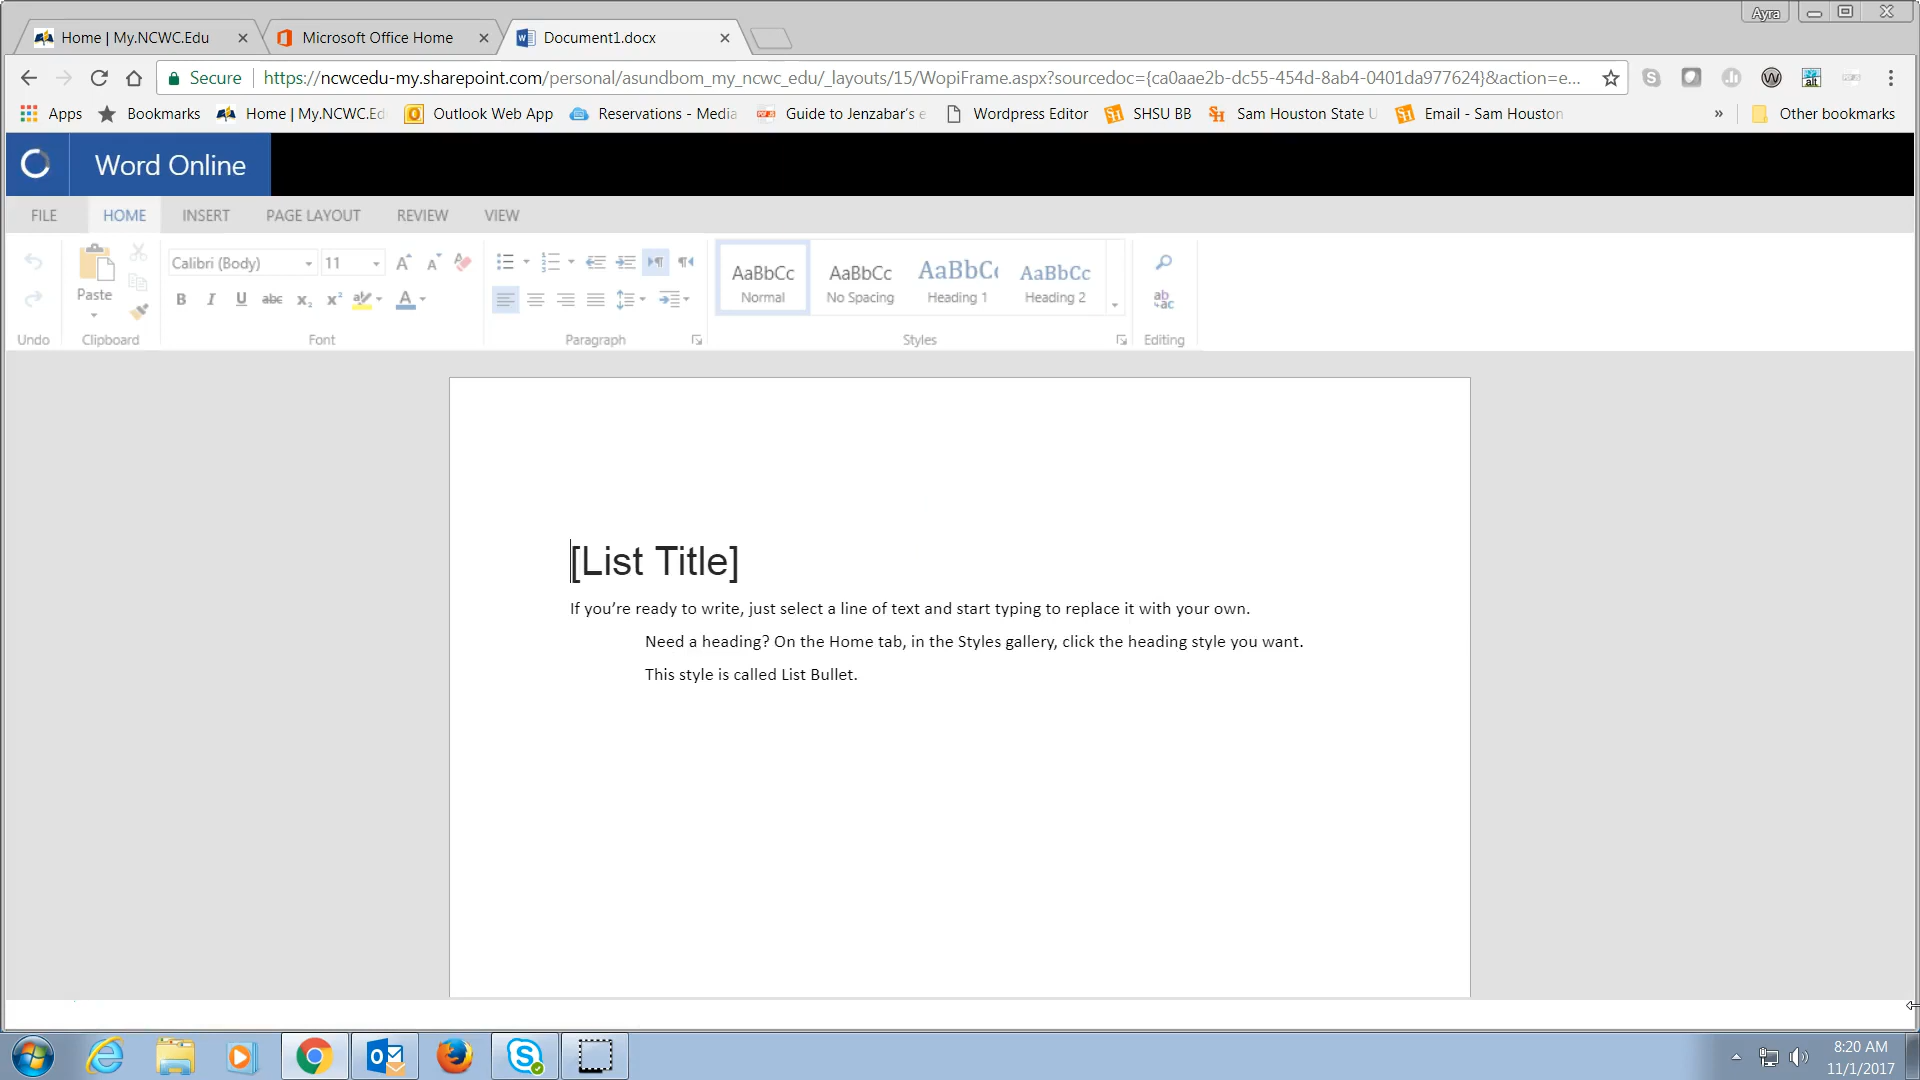 Ayra
Home | My.NCWC.Edu
Microsoft Office Home
Document1.docx
Secure https://ncwcedu-my.sharepoint.com/personal/asundbom_my_ncwc_edu/_layouts/15/WopiFrame.aspx?sourcedoc={ca0aae2b-dc55-454d-8ab4-0401da977624}&action=e...
Apps Bookmarks Home | My.NCWC.Ed Outlook Web App Reservations - Media Guide to Jenzabar's e Wordpress Editor SHSU BB Sam Houston State U Email - Sam Houston » Other bookmarks
Word Online
FILE HOME INSERT PAGE LAYOUT REVIEW VIEW
Paste
Calibri (Body) 11
B I U abc x₂ x² A
AaBbCc AaBbCc AaBbCc AaBbCc
Normal No Spacing Heading 1 Heading 2
Undo Clipboard Font Paragraph Styles Editing
[List Title]
If you’re ready to write, just select a line of text and start typing to replace it with your own.
Need a heading? On the Home tab, in the Styles gallery, click the heading style you want.
This style is called List Bullet.
8:20 AM
11/1/2017